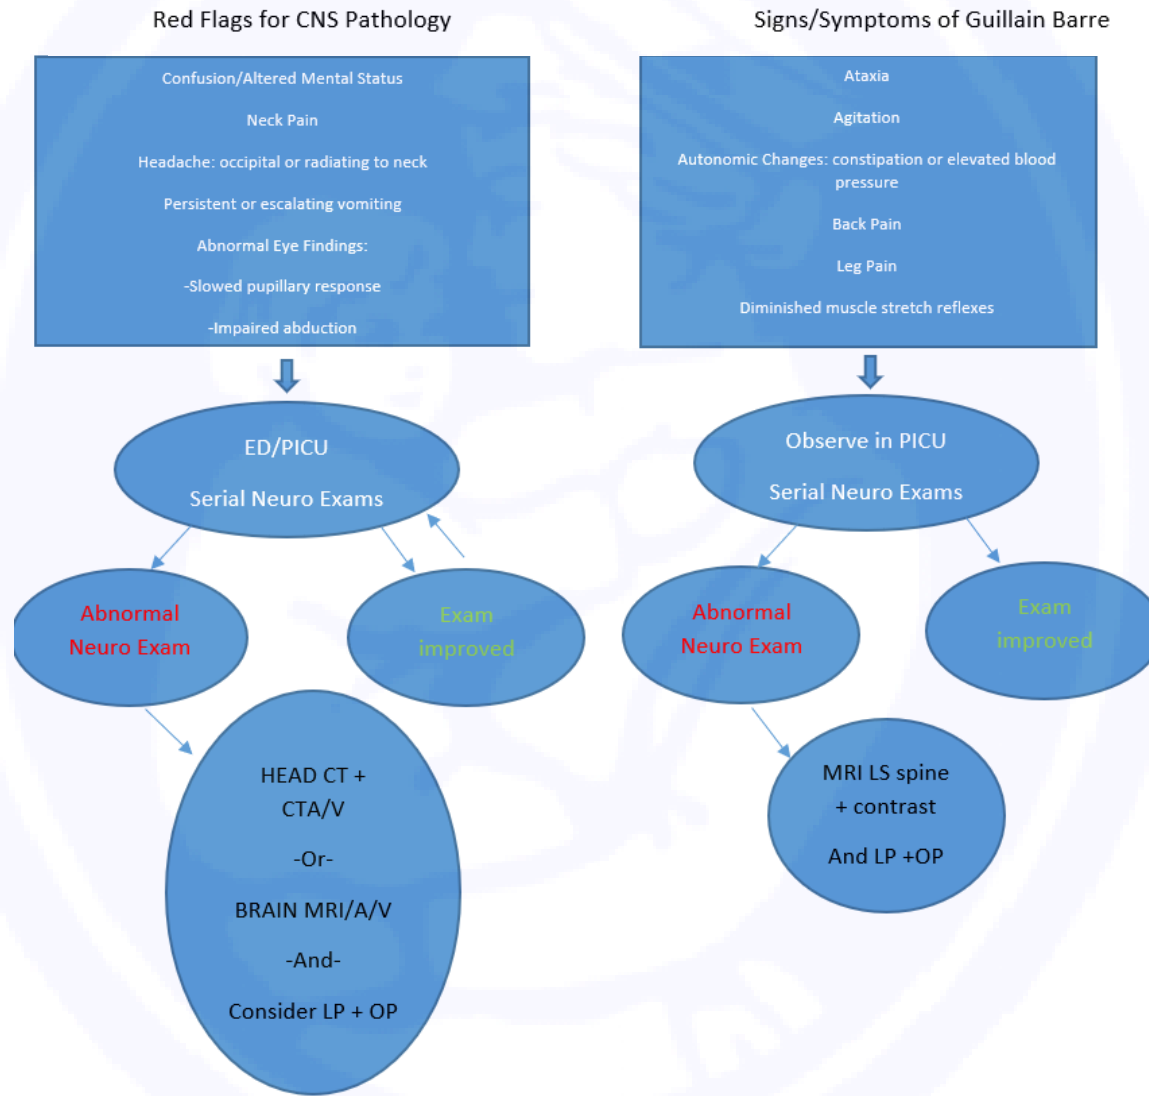 Red Flags for CNS Pathology
Confusion/Altered Mental Status
Neck Pain
Headache: occipital or radiating to neck
Persistent or escalating vomiting
Abnormal Eye Findings:
-Slowed pupillary response
-Impaired abduction
ED/PICU
Serial Neuro Exams
Abnormal
Neuro Exam
Exam
improved
HEAD CT +
CTA/V
-Or-
BRAIN MRI/A/V
-And-
Consider LP + OP
Signs/Symptoms of Guillain Barre
Ataxia
Agitation
Autonomic Changes: constipation or elevated blood
pressure
Back Pain
Leg Pain
Diminished muscle stretch reflexes
Observe in PICU
Serial Neuro Exams
Abnormal
Neuro Exam
Exam
improved
MRI LS spine
+ contrast
And LP +OP